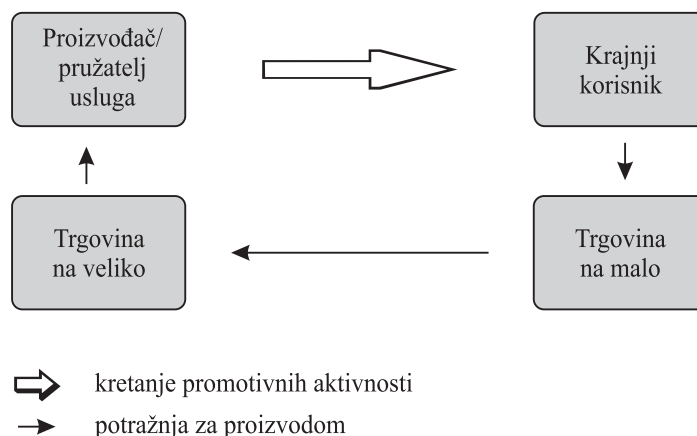 Proizvođač/
pružatelj
usluga
Krajnji
korisnik
Trgovina
na veliko
Trgovina
na malo
kretanje promotivnih aktivnosti
potražnja za proizvodom